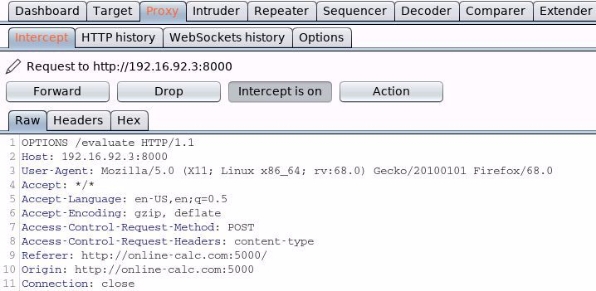 Dashboard Target Proxy Intruder Repeater Sequencer Decoder Comparer Extender
Intercept HTTP history WebSockets history Options
Request to http://192.16.92.3:8000
Forward Drop Intercept is on Action
Raw Headers Hex
1 OPTIONS /evaluate HTTP/1.1
2 Host: 192.16.92.3:8000
3 User-Agent: Mozilla/5.0 (X11; Linux x86_64; rv:68.0) Gecko/20100101 Firefox/68.0
4 Accept: */*
5 Accept-Language: en-US,en;q=0.5
6 Accept-Encoding: gzip, deflate
7 Access-Control-Request-Method: POST
8 Access-Control-Request-Headers: content-type
9 Referer: http://online-calc.com:5000/
10 Origin: http://online-calc.com:5000
11 Connection: close